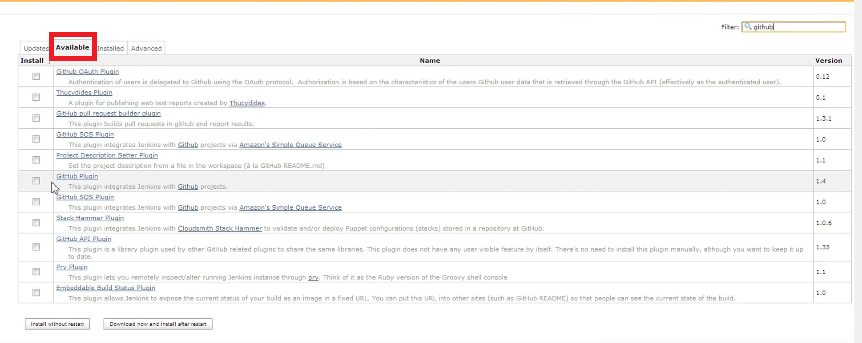 Filter: github
Updates Available Installed Advanced
Install Name Version
Github OAuth Plugin
Authentication of users is delegated to Github using the OAuth protocol. Authorization is based on the characteristics of the users Github user data that is retrieved through the Github API (effectively as the authenticated user). 0.12
Thucydides Plugin
A plugin for publishing web test reports created by Thucydides. 0.1
GitHub pull request builder plugin
This plugin builds pull requests in github and report results. 1.3.1
GitHub SQS Plugin
This plugin integrates Jenkins with Github projects via Amazon's Simple Queue Service 1.0
Project Description Setter Plugin
Set the project description from a file in the workspace (à la GitHub README.md) 1.1
GitHub Plugin
This plugin integrates Jenkins with Github projects. 1.4
GitHub SQS Plugin
This plugin integrates Jenkins with Github projects via Amazon's Simple Queue Service 1.0
Stack Hammer Plugin
This plugin integrates Jenkins with Cloudsmith Stack Hammer to validate and/or deploy Puppet configurations (stacks) stored in a repository at GitHub. 1.0.6
GitHub API Plugin
This plugin is a library plugin used by other GitHub related plugins to share the same libraries. This plugin does not have any user visible feature by itself. There's no need to install this plugin manually, although you want to keep it up 1.33
to date.
Pry Plugin
This plugin lets you remotely inspect/alter running Jenkins instance through pry. Think of it as the Ruby version of the Groovy shell console 1.1
Embeddable Build Status Plugin
This plugin allows Jenkins to expose the current status of your build as an image in a fixed URL. You can put this URL into other sites (such as GitHub README) so that people can see the current state of the build. 1.0
Install without restart Download now and install after restart